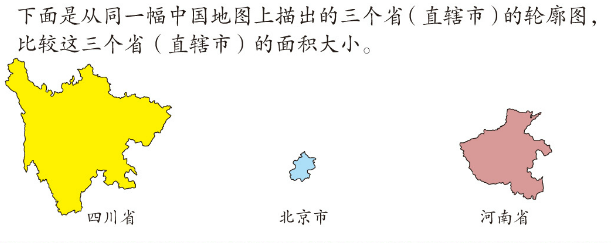 下面是从同一幅中国地图上描出的三个省(直辖市)的轮廓图，
比较这三个省(直辖市)的面积大小。
四川省
北京市
河南省